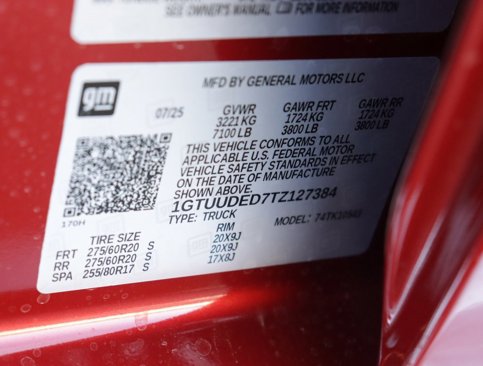 SEE OWNER'S MANUAL FOR MORE INFORMATION
gm
MFD BY GENERAL MOTORS LLC
07/25
GVWR GAWR FRT GAWR RR
3221 KG 1724 KG 1724 KG
7100 LB 3800 LB 3800 LB
THIS VEHICLE CONFORMS TO ALL
APPLICABLE U.S. FEDERAL MOTOR
VEHICLE SAFETY STANDARDS IN EFFECT
ON THE DATE OF MANUFACTURE
SHOWN ABOVE.
170H
1GTUUDED7TZ127384
TYPE: TRUCK MODEL:
TIRE SIZE RIM
FRT 275/60R20 S 20X9J
RR 275/60R20 S 20X9J
SPA 255/80R17 S 17X8J